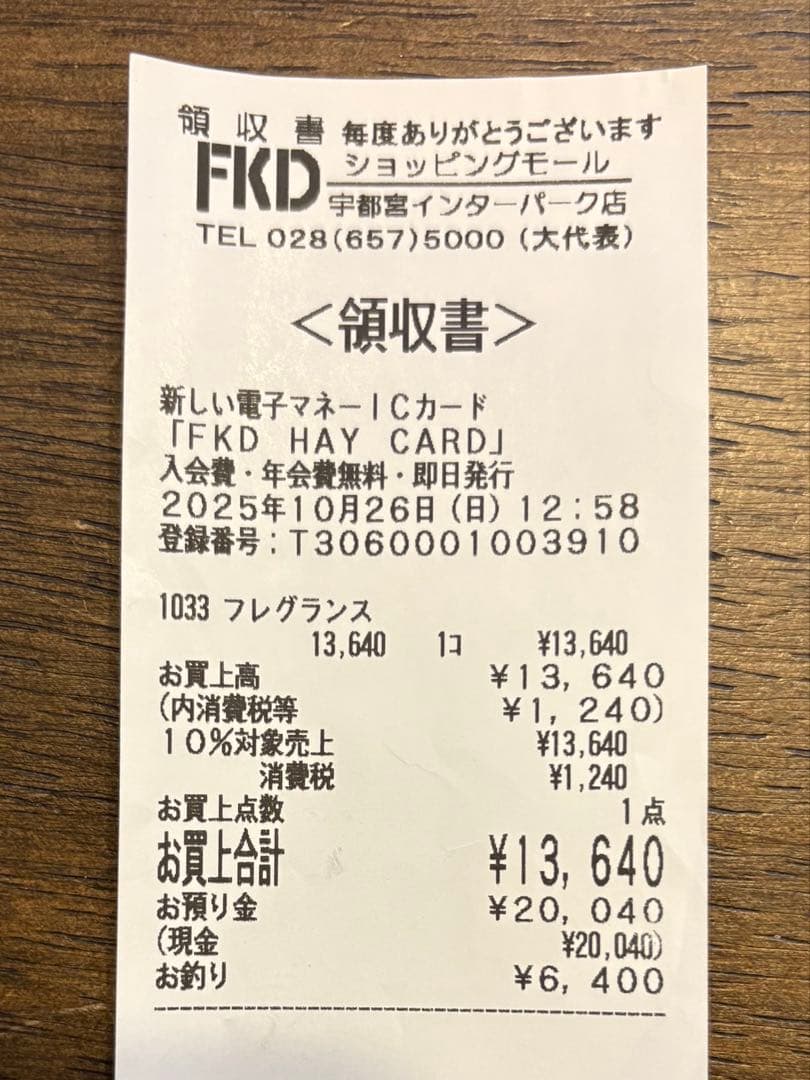 領収書 毎度ありがとうございます
FKD ショッピングモール
宇都宮インターパーク店
TEL 028(657)5000 (大代表)
<領収書>
新しい電子マネーICカード
「FKD HAY CARD」
入会費・年会費無料・即日発行
2025年10月26日(日) 12:58
登録番号:T3060001003910
1033 フレグランス
13,640 1コ ¥13,640
お買上高 ¥13,640
(内消費税等 ¥1,240)
10%対象売上 ¥13,640
消費税 ¥1,240
お買上点数 1点
お買上合計 ¥13,640
お預り金 ¥20,040
(現金 ¥20,040)
お釣り ¥6,400